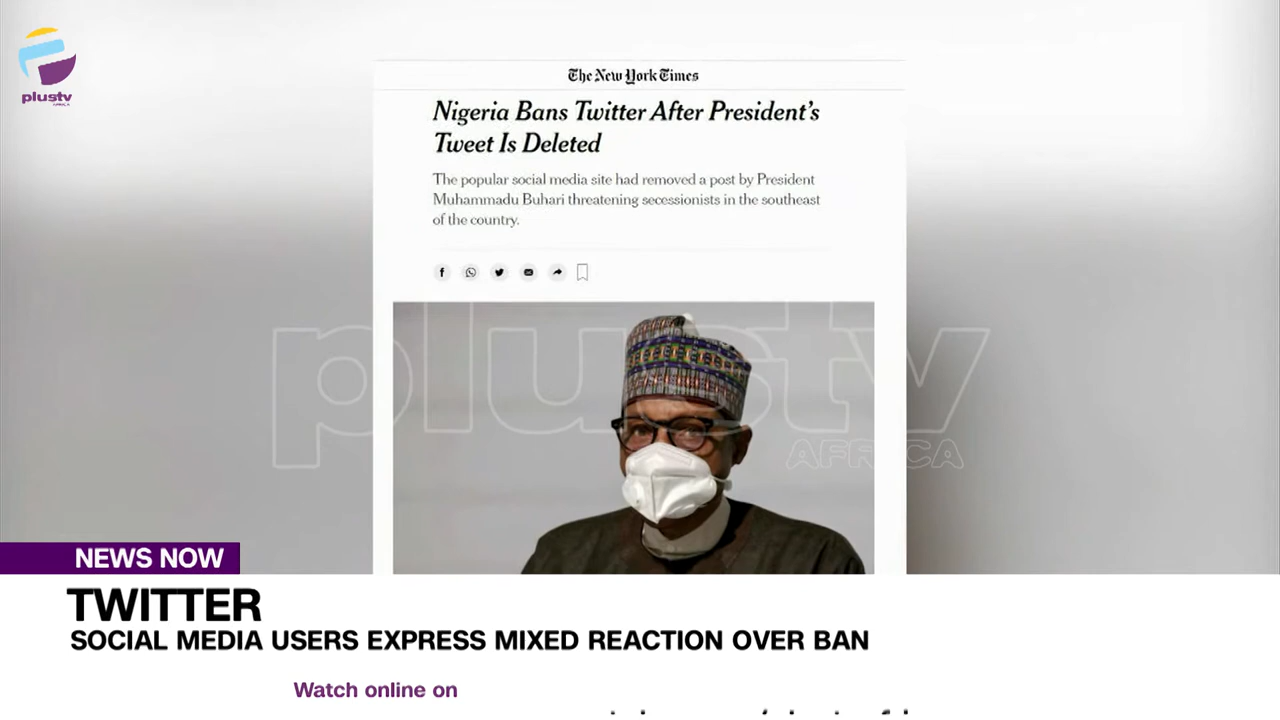 plustv
AFRICA
The New York Times
Nigeria Bans Twitter After President's
Tweet Is Deleted
The popular social media site had removed a post by President
Muhammadu Buhari threatening secessionists in the southeast
of the country.
plustv
AFRICA
NEWS NOW
TWITTER
SOCIAL MEDIA USERS EXPRESS MIXED REACTION OVER BAN
Watch online on